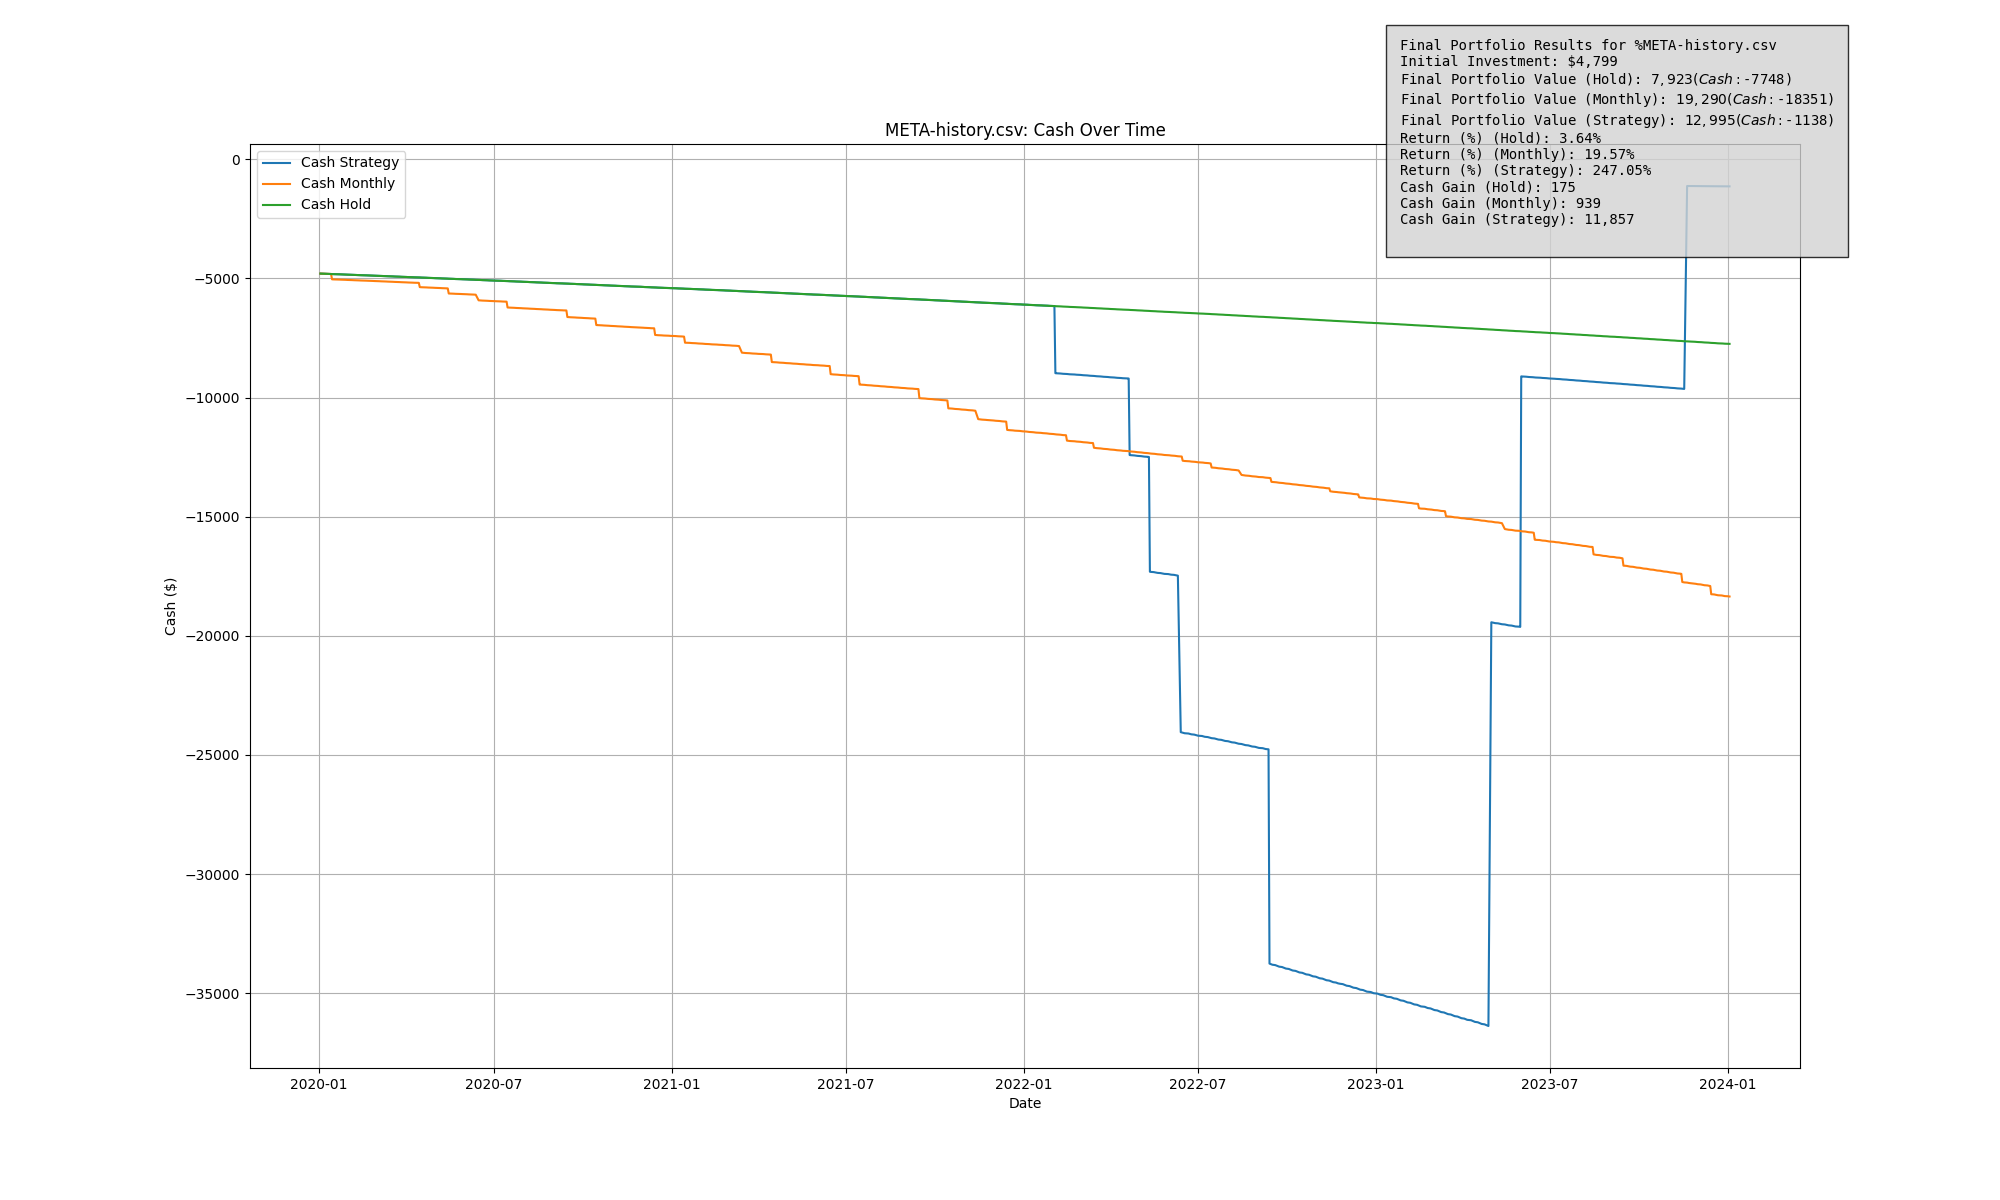 Final Portfolio Results for %META-history.csv
Initial Investment: $4,799
Final Portfolio Value (Hold): 7,923(Cash:-7748)
Final Portfolio Value (Monthly): 19,290(Cash:-18351)
Final Portfolio Value (Strategy): 12,995(Cash:-1138)
Return (%) (Hold): 3.64%
Return (%) (Monthly): 19.57%
Return (%) (Strategy): 247.05%
Cash Gain (Hold): 175
Cash Gain (Monthly): 939
Cash Gain (Strategy): 11,857
META-history.csv: Cash Over Time
Cash Strategy
Cash Monthly
Cash Hold
0
−5000
−10000
−15000
−20000
−25000
−30000
−35000
Cash ($)
2020-01 2020-07 2021-01 2021-07 2022-01 2022-07 2023-01 2023-07 2024-01
Date